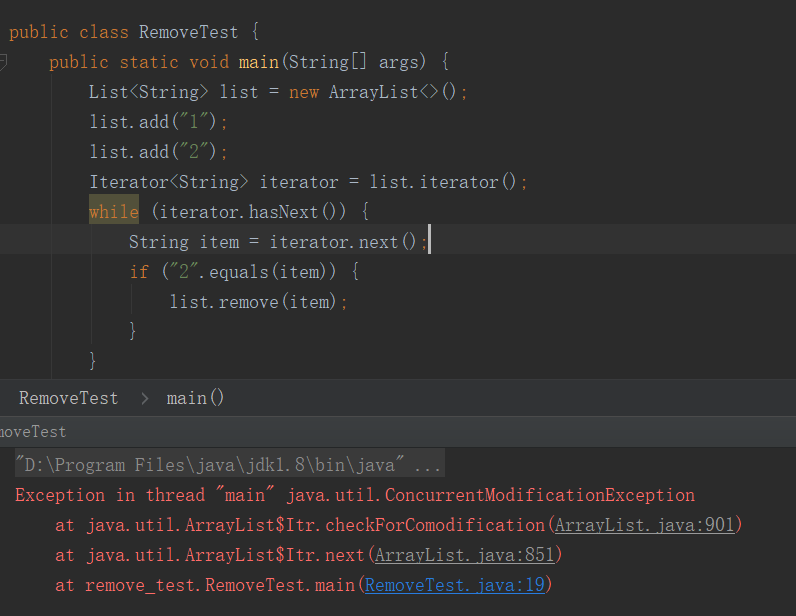 public class RemoveTest {
public static void main(String[] args) {
List<String> list = new ArrayList<>();
list.add("1");
list.add("2");
Iterator<String> iterator = list.iterator();
while (iterator.hasNext()) {
String item = iterator.next();
if ("2".equals(item)) {
list.remove(item);
}
}
RemoveTest > main()
moveTest
"D:\Program Files\java\jdk1.8\bin\java" ...
Exception in thread "main" java.util.ConcurrentModificationException
at java.util.ArrayList$Itr.checkForComodification(ArrayList.java:901)
at java.util.ArrayList$Itr.next(ArrayList.java:851)
at remove_test.RemoveTest.main(RemoveTest.java:19)